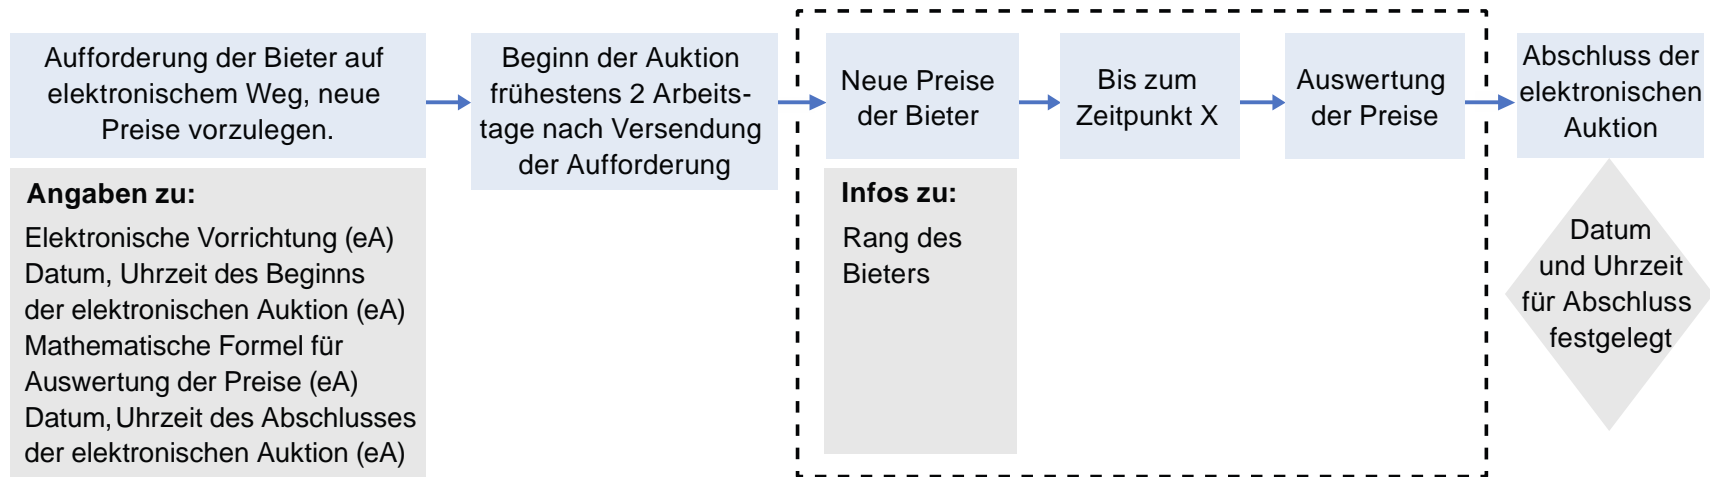 Aufforderung der Bieter auf
elektronischem Weg, neue
Preise vorzulegen.
Angaben zu:
Elektronische Vorrichtung (eA)
Datum, Uhrzeit des Beginns
der elektronischen Auktion (eA)
Mathematische Formel für
Auswertung der Preise (eA)
Datum, Uhrzeit des Abschlusses
der elektronischen Auktion (eA)
Beginn der Auktion
frühestens 2 Arbeits-
tage nach Versendung
der Aufforderung
Neue Preise
der Bieter
Infos zu:
Rang des
Bieters
Bis zum
Zeitpunkt X
Auswertung
der Preise
Abschluss der
elektronischen
Auktion
Datum
und Uhrzeit
für Abschluss
festgelegt